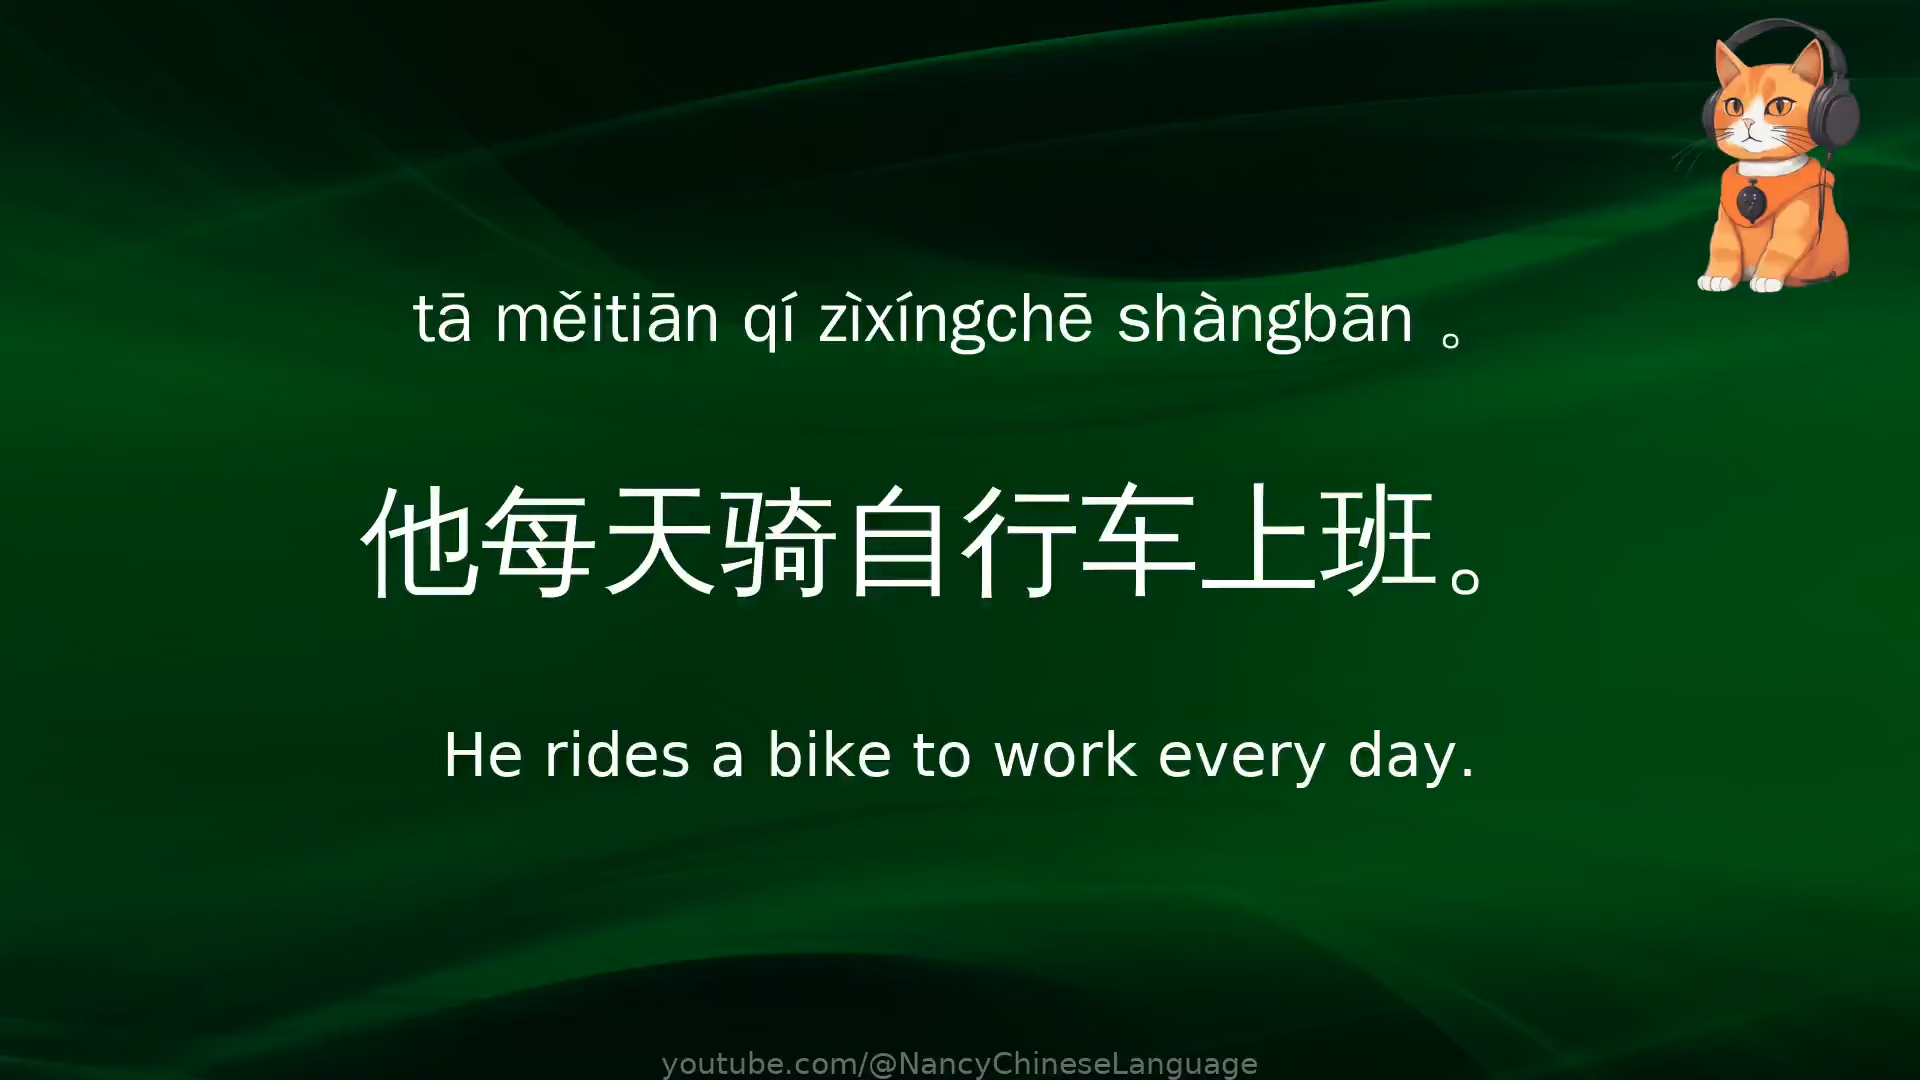 tā měitiān qí zìxíngchē shàngbān 。
他每天骑自行车上班。
He rides a bike to work every day.
youtube.com/@NancyChineseLanguage